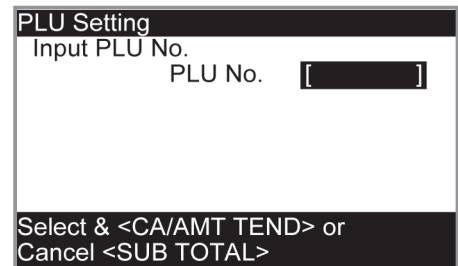 PLU Setting
Input PLU No.
PLU No. [ ]
Select & <CA/AMT TEND> or
Cancel <SUB TOTAL>